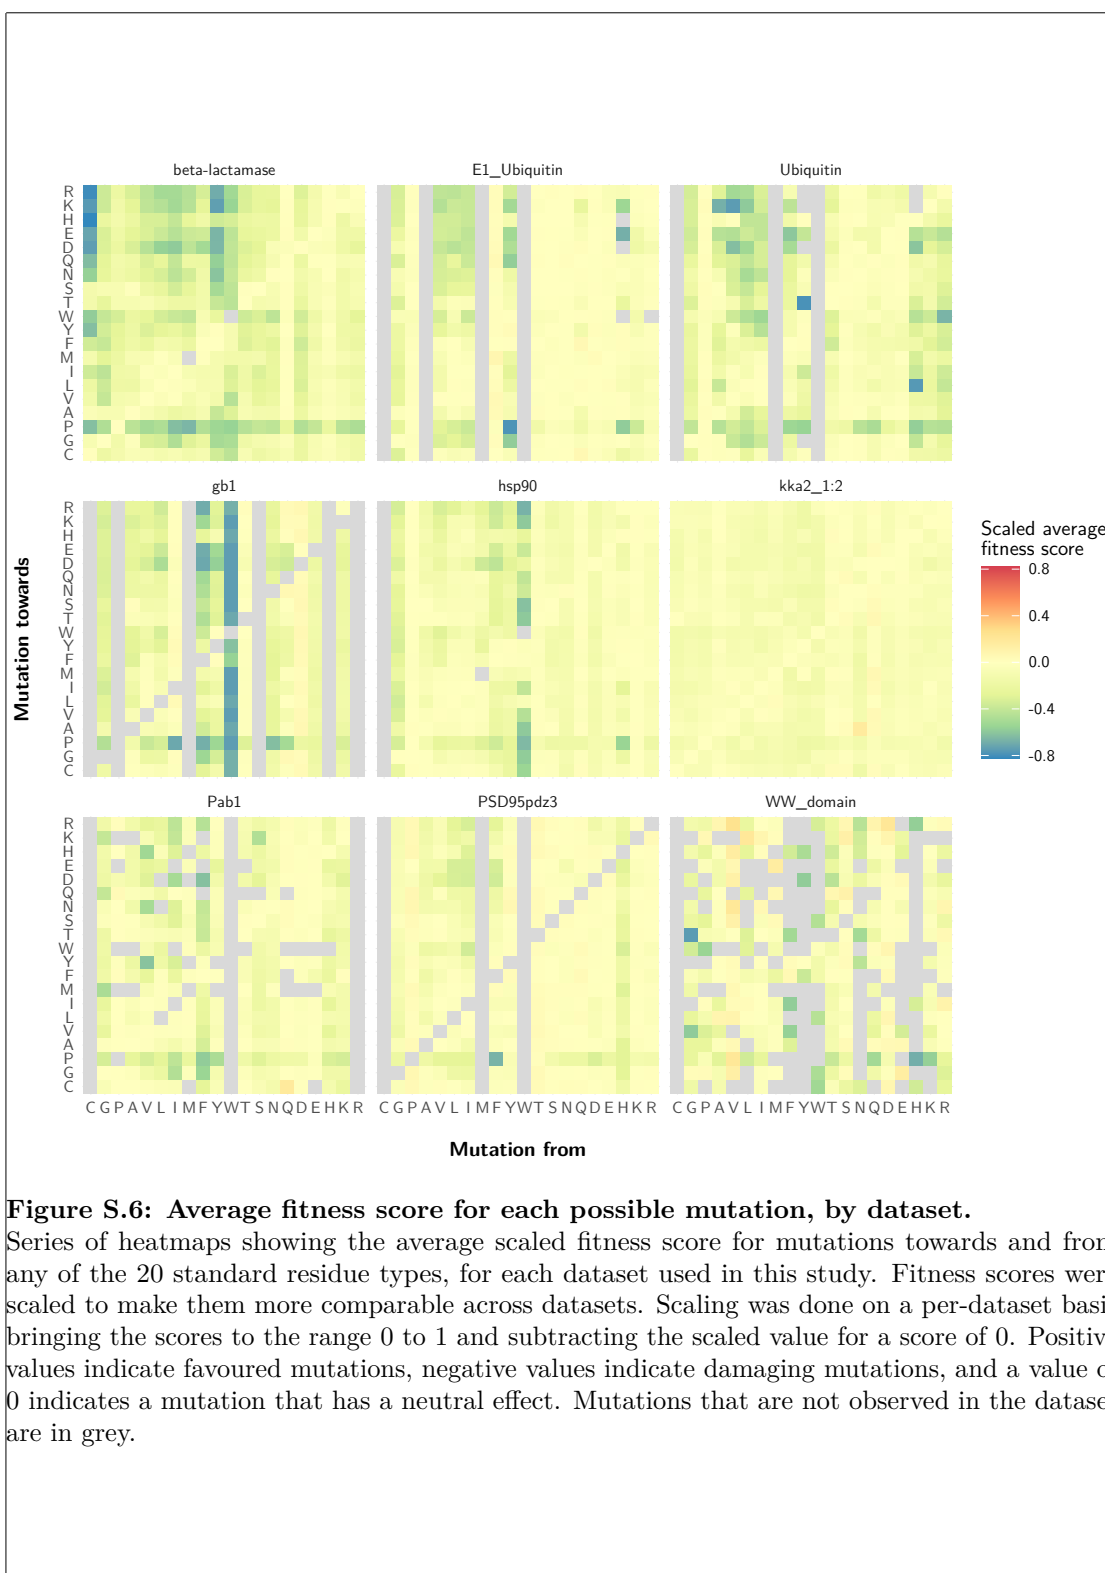 beta-lactamase
E1_Ubiquitin
Ubiquitin
R
K
H
E
D
Q
N
S
T
W
Y
F
M
I
L
V
A
P
G
C
gb1
hsp90
kka2_1:2
R
K
H
E
D
Q
N
S
T
W
Y
F
M
I
L
V
A
P
G
C
Mutation towards
Scaled average
fitness score
0.8
0.4
0.0
-0.4
-0.8
Pab1
PSD95pdz3
WW_domain
R
K
H
E
D
Q
N
S
T
W
Y
F
M
I
L
V
A
P
G
C
C G P A V L I M F Y W T S N Q D E H K R
C G P A V L I M F Y W T S N Q D E H K R
C G P A V L I M F Y W T S N Q D E H K R
Mutation from
Figure S.6: Average fitness score for each possible mutation, by dataset.
Series of heatmaps showing the average scaled fitness score for mutations towards and from
any of the 20 standard residue types, for each dataset used in this study. Fitness scores wer
scaled to make them more comparable across datasets. Scaling was done on a per-dataset basi
bringing the scores to the range 0 to 1 and subtracting the scaled value for a score of 0. Positiv
values indicate favoured mutations, negative values indicate damaging mutations, and a value o
0 indicates a mutation that has a neutral effect. Mutations that are not observed in the datase
are in grey.